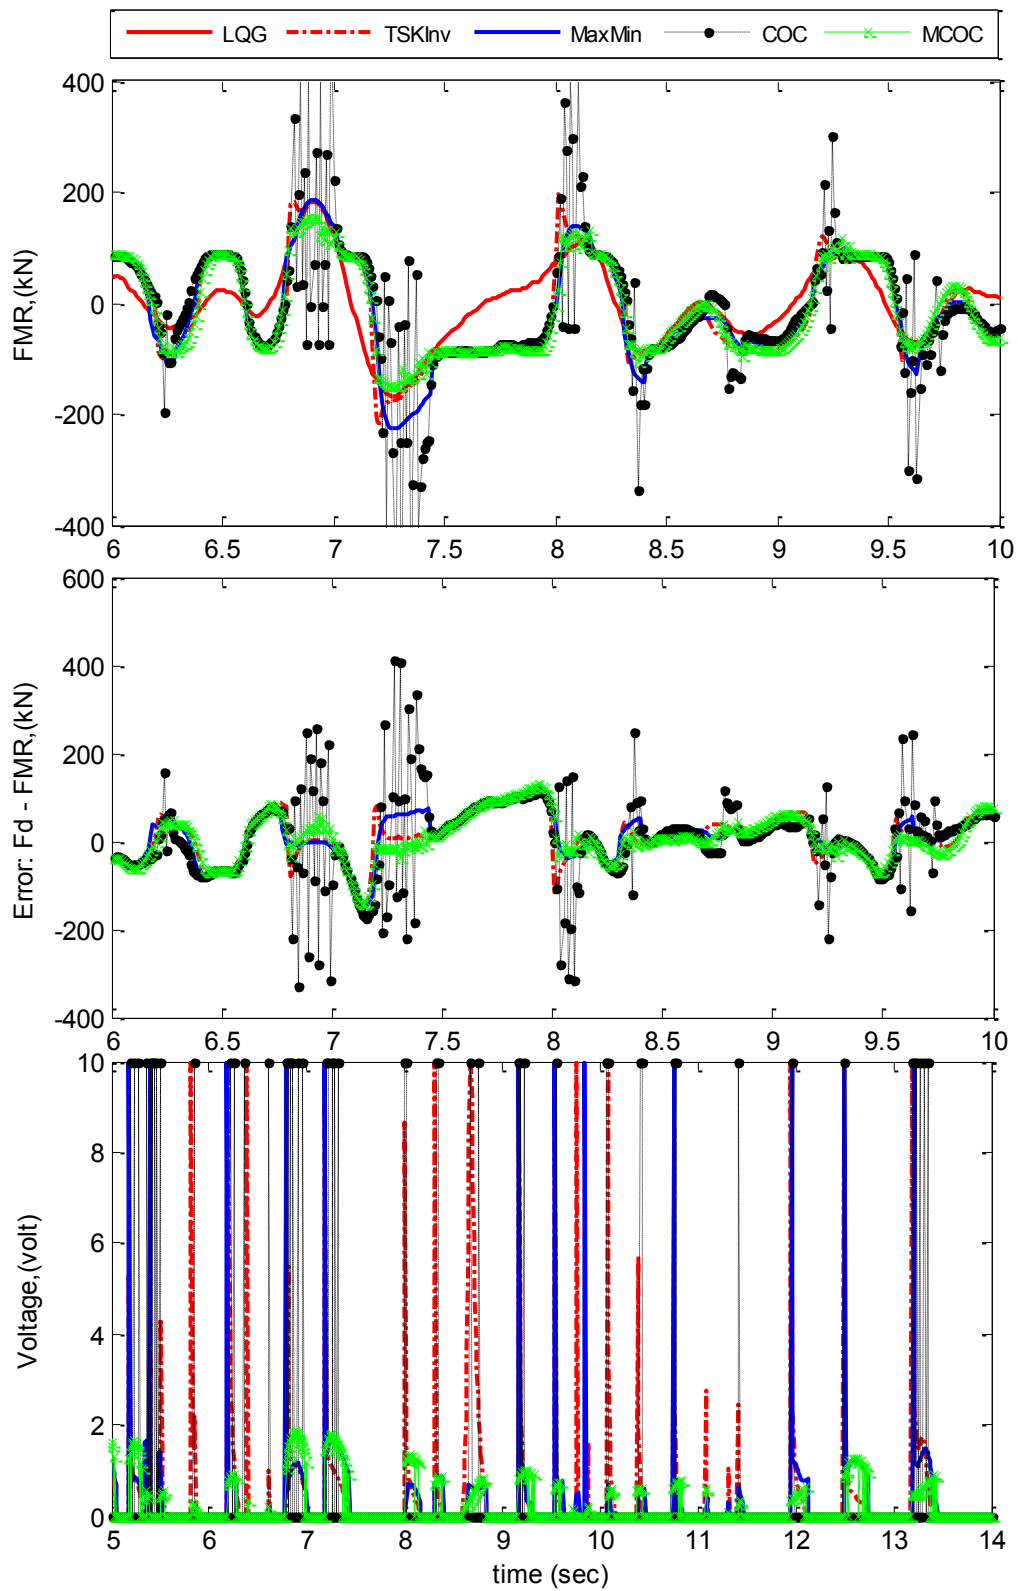 LQG TSKInv MaxMin COC MCOC
400
200
0
-200
-400
FMR,(kN)
6 6.5 7 7.5 8 8.5 9 9.5 10
600
400
200
0
-200
-400
Error: Fd - FMR,(kN)
6 6.5 7 7.5 8 8.5 9 9.5 10
10
8
6
4
2
0
Voltage,(volt)
5 6 7 8 9 10 11 12 13 14
time (sec)